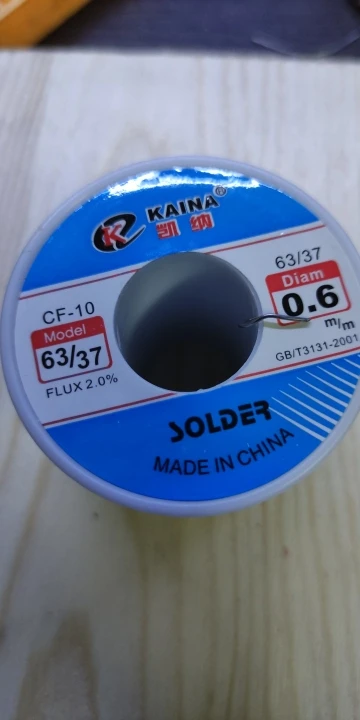 KAINA®
凯纳
CF-10
Model
63/37
FLUX 2.0%
63/37
Diam
0.6
m/m
GB/T3131-2001
SOLDER
MADE IN CHINA